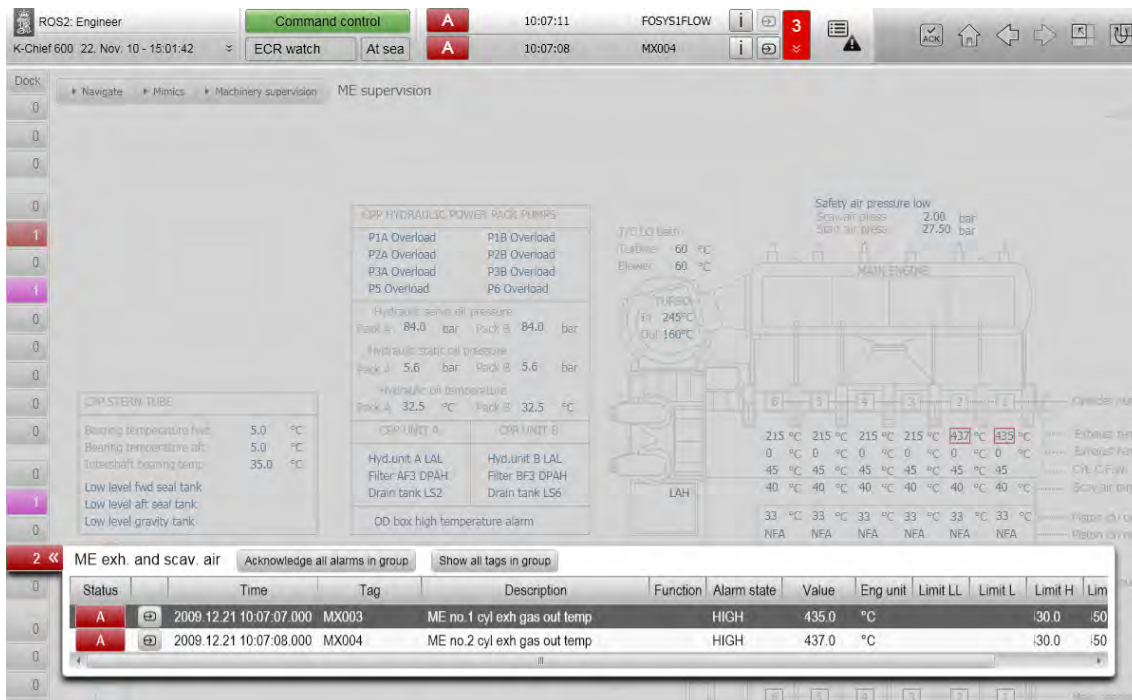 ROS2: Engineer Command control A 10:07:11 FOSYS1FLOW i 3
K-Chief 600 22. Nov. 10 - 15:01:42 ECR watch At sea A 10:07:08 MX004 i ACK
Dock Navigate Mimics Machinery supervision ME supervision
0
0
0
0
1
0
1
0
0
0
0
0
0
1
0
Safety air pressure low
Scav air press 2.00 bar
Start air press 27.50 bar
CPP HYDRAULIC POWER PACK PUMPS
P1A Overload P1B Overload
P2A Overload P2B Overload
P3A Overload P3B Overload
P5 Overload P6 Overload
Hydraulic servo oil pressure
Pack A 84.0 bar Pack B 84.0 bar
Hydraulic static oil pressure
Pack A 5.6 bar Pack B 5.6 bar
Hydraulic oil temperature
Pack A 32.5 °C Pack B 32.5 °C
CPP UNIT A CPP UNIT B
Hyd.unit A LAL Hyd.unit B LAL
Filter AF3 DPAH Filter BF3 DPAH
Drain tank LS2 Drain tank LS6
OD box high temperature alarm
CPP STERN TUBE
Bearing temperature fwd 5.0 °C
Bearing temperature aft 5.0 °C
Intershaft bearing temp 35.0 °C
Low level fwd seal tank
Low level aft seal tank
Low level gravity tank
Turbine 60 °C
Blower 60 °C
TURBO
In 245°C
Out 160°C
LAH
MAIN ENGINE
6 5 4 3 2 1 Cylinder
215 °C 215 °C 215 °C 215 °C 437 °C 435 °C Exhaust
0 °C 0 °C 0 °C 0 °C 0 °C 0 °C Exhaust
45 °C 45 °C 45 °C 45 °C 45 °C 45 Cyl. C.F.W.
40 °C 40 °C 40 °C 40 °C 40 °C 40 °C Scav air
33 °C 33 °C 33 °C 33 °C 33 °C 33 °C Piston
NFA NFA NFA NFA NFA NFA Piston
2 « ME exh. and scav. air Acknowledge all alarms in group Show all tags in group
Status Time Tag Description Function Alarm state Value Eng unit Limit LL Limit L Limit H Lim
A 2009.12.21 10:07:07.000 MX003 ME no.1 cyl exh gas out temp HIGH 435.0 °C 30.0 50
A 2009.12.21 10:07:08.000 MX004 ME no.2 cyl exh gas out temp HIGH 437.0 °C 30.0 50
0
0
0
0
6 5 4 3 2 1